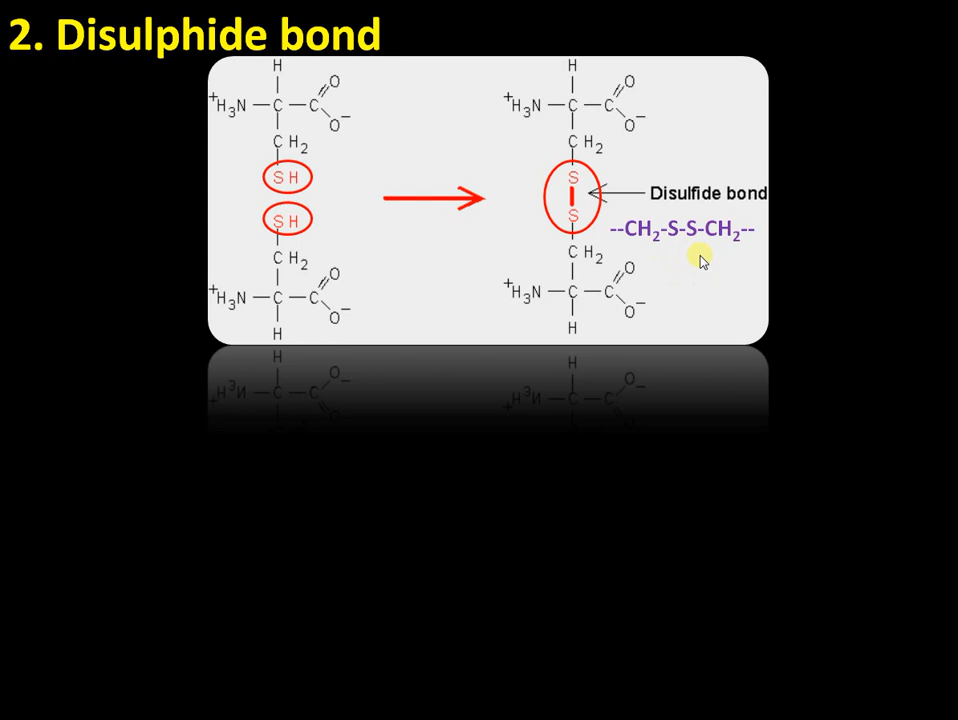 2. Disulphide bond
H H
+H3N — C — C O O− +H3N — C — C O O−
CH2 CH2
SH S
Disulfide bond
SH S
--CH2-S-S-CH2--
CH2 CH2
+H3N — C — C O O− +H3N — C — C O O−
H H